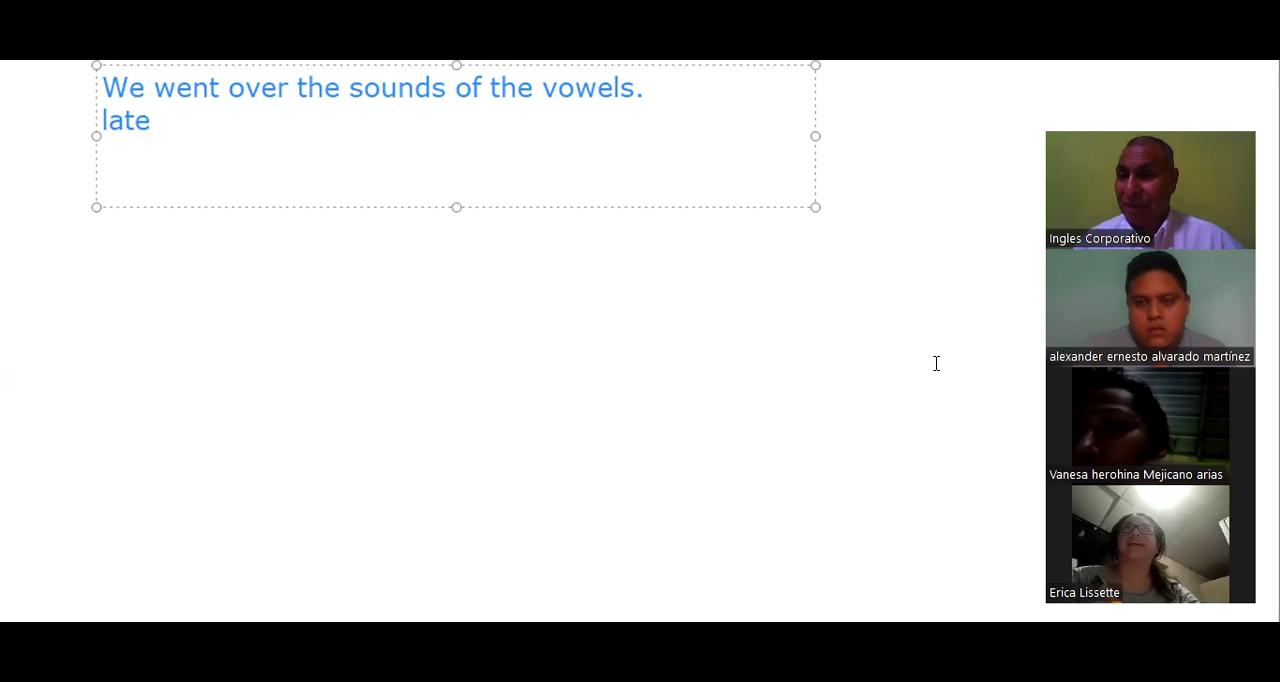 We went over the sounds of the vowels.
late
Ingles Corporativo
alexander ernesto alvarado martínez
Vanesa herohina Mejicano arias
Erica Lissette